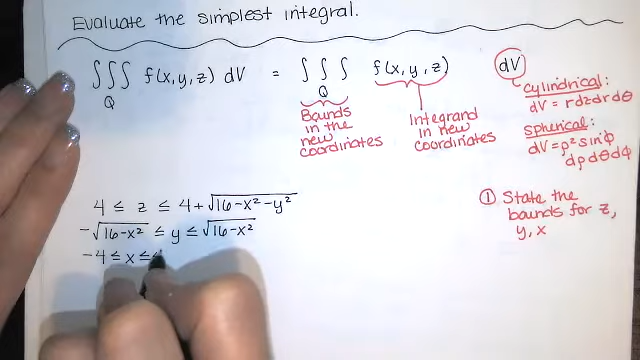 Evaluate the simplest integral.
∫∫∫ f(x,y,z) dV = ∫ ∫ ∫ f(x,y,z) dV
Q Q
Bounds in the new coordinates
Integrand in new coordinates
cylindrical:
dV = r dz dr dθ
spherical:
dV = ρ² sin φ
dρ dθ dφ
4 ≤ z ≤ 4 + √16-x²-y²
-√16-x² ≤ y ≤ √16-x²
-4 ≤ x ≤
① State the
bounds for z,
y, x